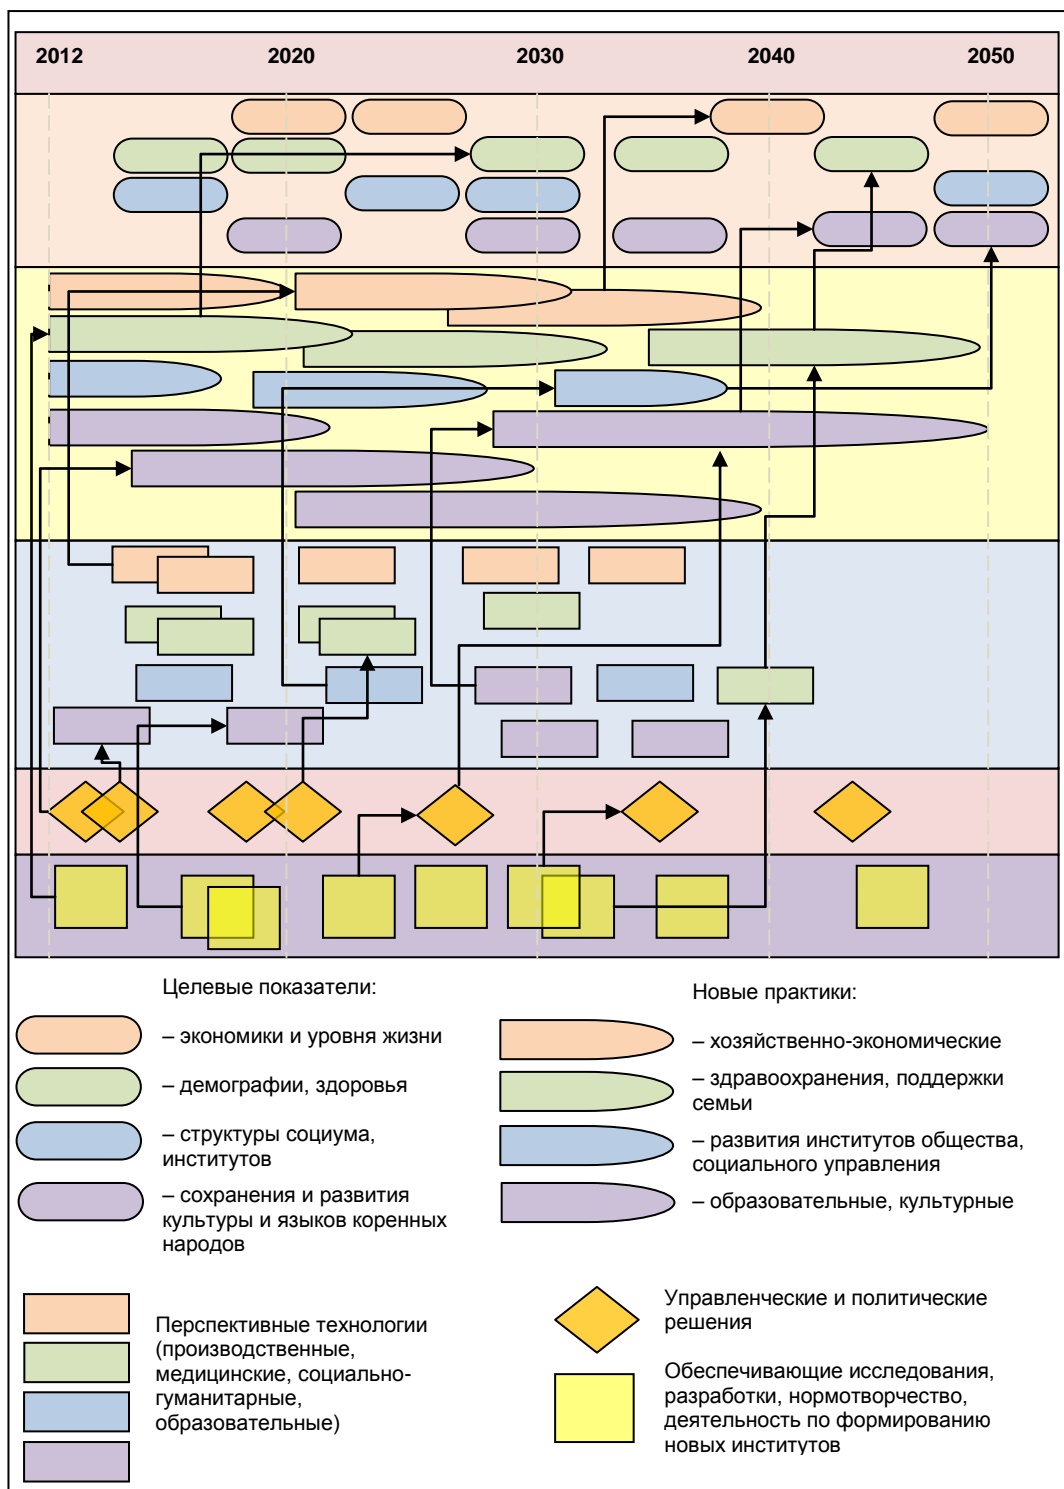 2012 2020 2030 2040 2050
Целевые показатели:
– экономики и уровня жизни
– демографии, здоровья
– структуры социума,
институтов
– сохранения и развития
культуры и языков коренных
народов
Новые практики:
– хозяйственно-экономические
– здравоохранения, поддержки
семьи
– развития институтов общества,
социального управления
– образовательные, культурные
Перспективные технологии
(производственные,
медицинские, социально-
гуманитарные,
образовательные)
Управленческие и политические
решения
Обеспечивающие исследования,
разработки, нормотворчество,
деятельность по формированию
новых институтов